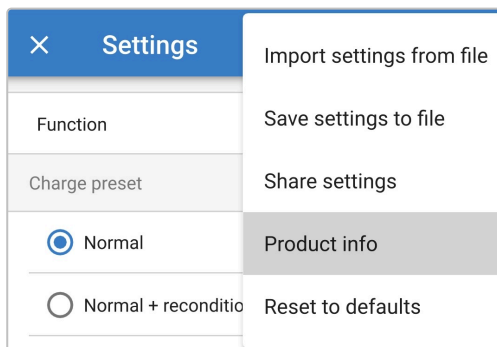 Settings
Import settings from file
Save settings to file
Function
Charge preset
Share settings
Normal
Product info
Normal + reconditio
Reset to defaults